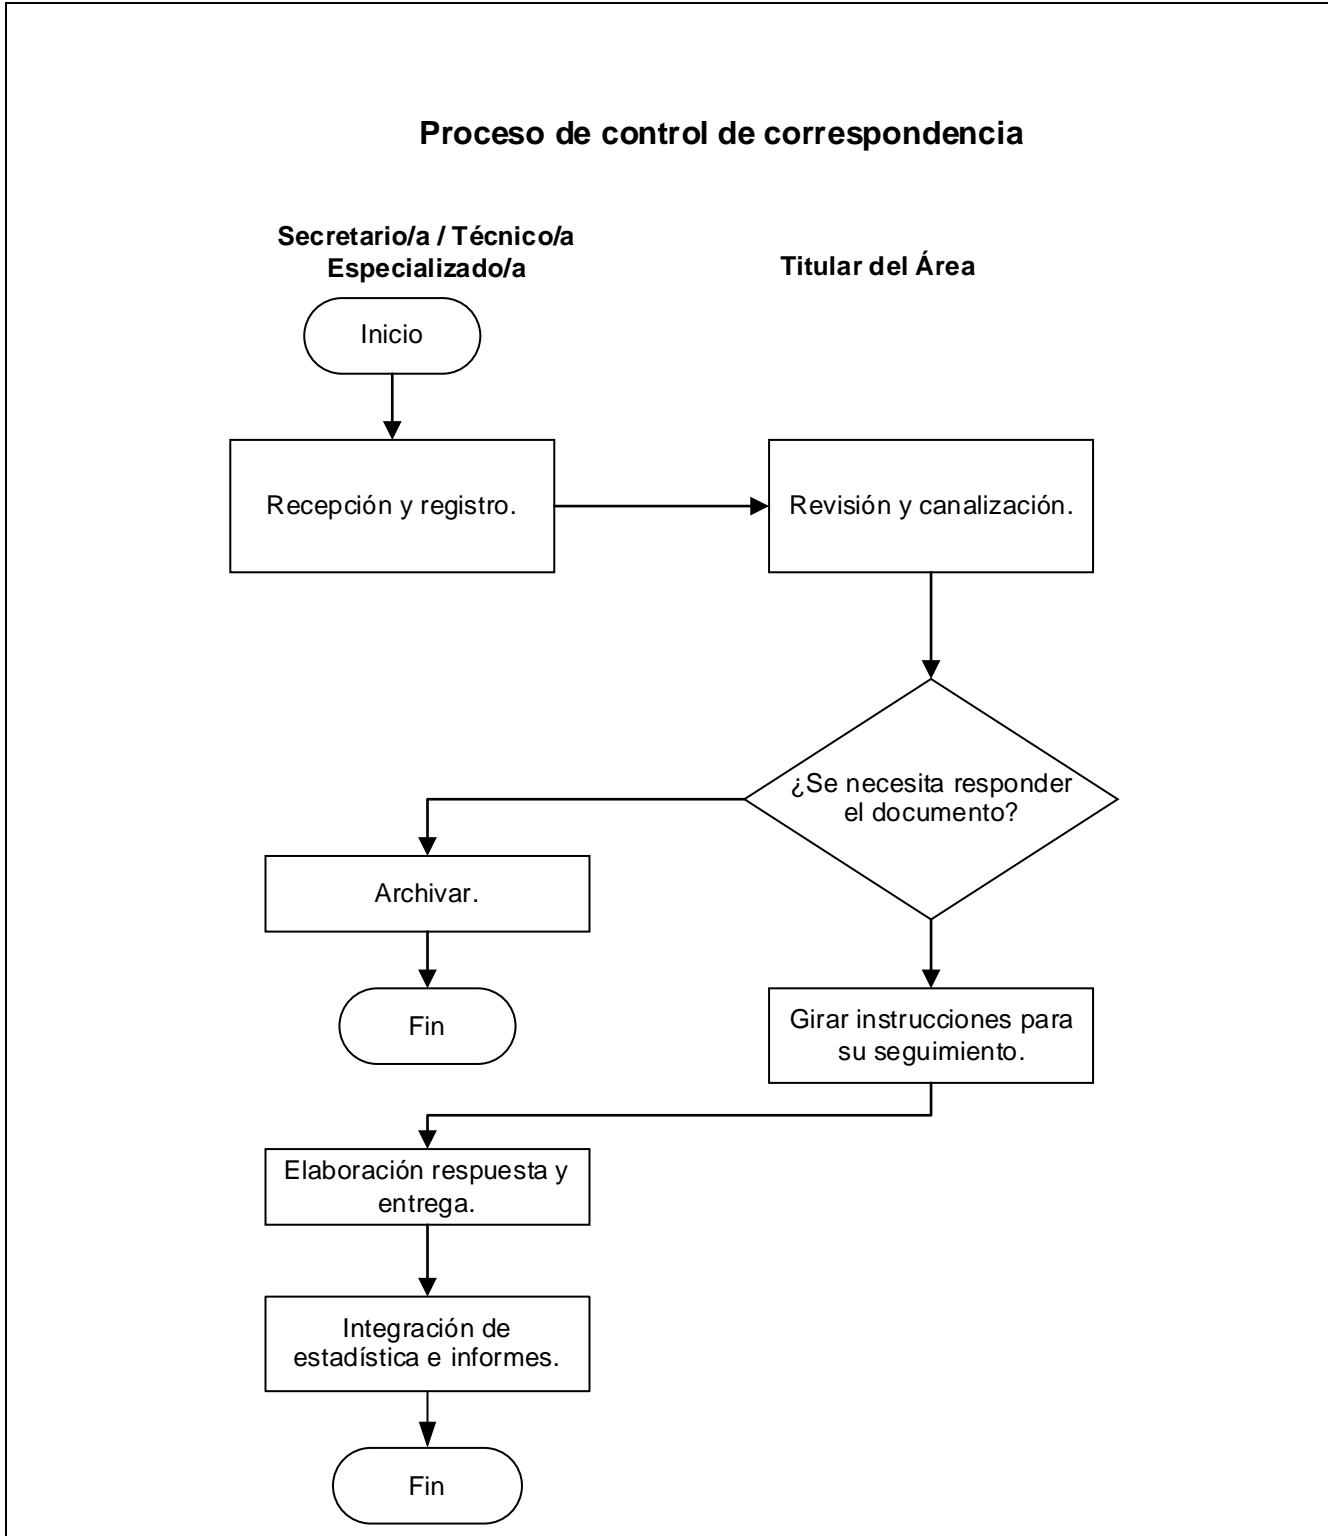 Proceso de control de correspondencia
Secretario/a / Técnico/a
Especializado/a
Titular del Área
Inicio
Recepción y registro.
Revisión y canalización.
¿Se necesita responder
el documento?
Archivar.
Fin
Girar instrucciones para
su seguimiento.
Elaboración respuesta y
entrega.
Integración de
estadística e informes.
Fin